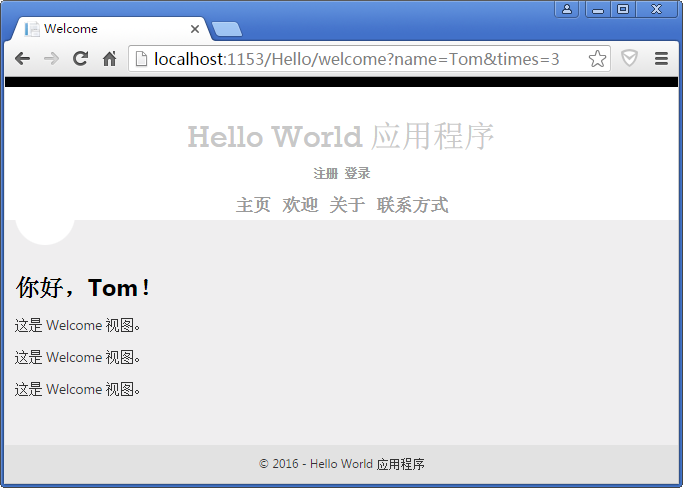 Welcome
localhost:1153/Hello/welcome?name=Tom&times=3
Hello World 应用程序
注册 登录
主页 欢迎 关于 联系方式
你好，Tom！
这是 Welcome 视图。
这是 Welcome 视图。
这是 Welcome 视图。
© 2016 - Hello World 应用程序